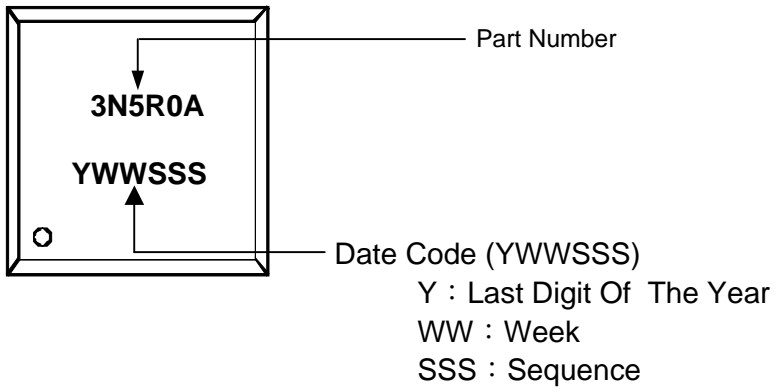 Part Number
3N5R0A
YWWSSS
Date Code (YWWSSS)
Y：Last Digit Of The Year
WW：Week
SSS：Sequence